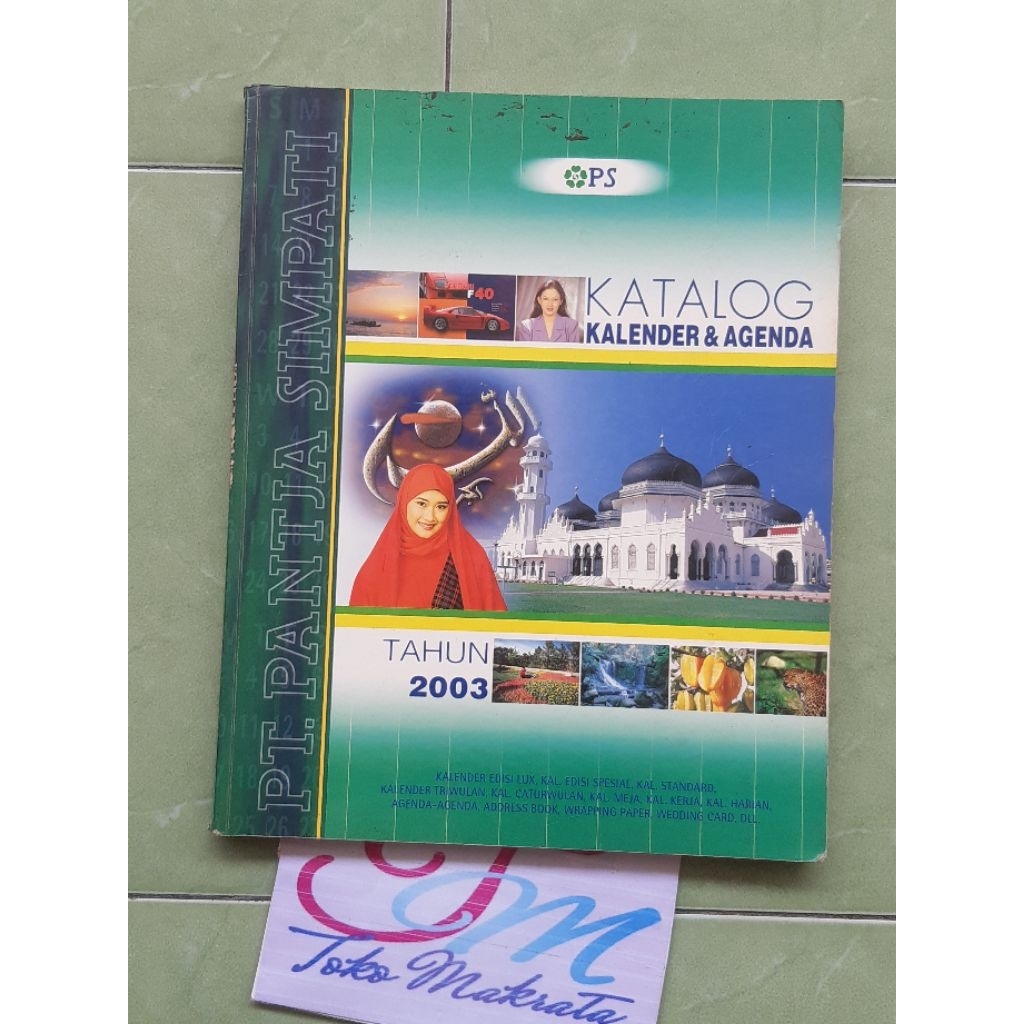 PT. PANTJA SIMPATI
PS
F40
KATALOG
KALENDER & AGENDA
TAHUN
2003
KALENDER EDISI LUX, KAL. EDISI SPESIAL, KAL. STANDARD,
KALENDER TRIWULAN, KAL. CATURWULAN, KAL. MEJA, KAL. KERJA, KAL. HARIAN,
AGENDA-AGENDA, ADDRESS BOOK, WRAPPING PAPER, WEDDING CARD, DLL.
Toko Makrata